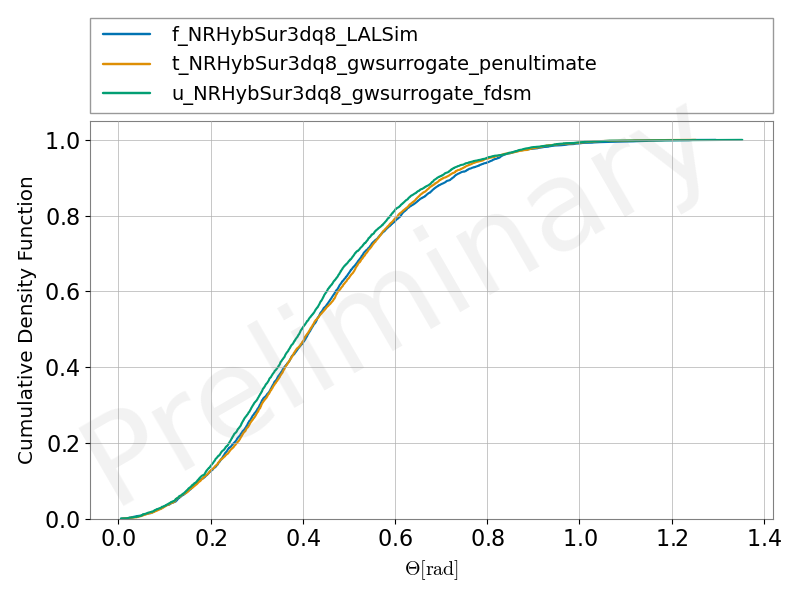 f_NRHybSur3dq8_LALSim
t_NRHybSur3dq8_gwsurrogate_penultimate
u_NRHybSur3dq8_gwsurrogate_fdsm
Preliminary
Cumulative Density Function
1.0
0.8
0.6
0.4
0.2
0.0
0.0 0.2 0.4 0.6 0.8 1.0 1.2 1.4
Θ[rad]